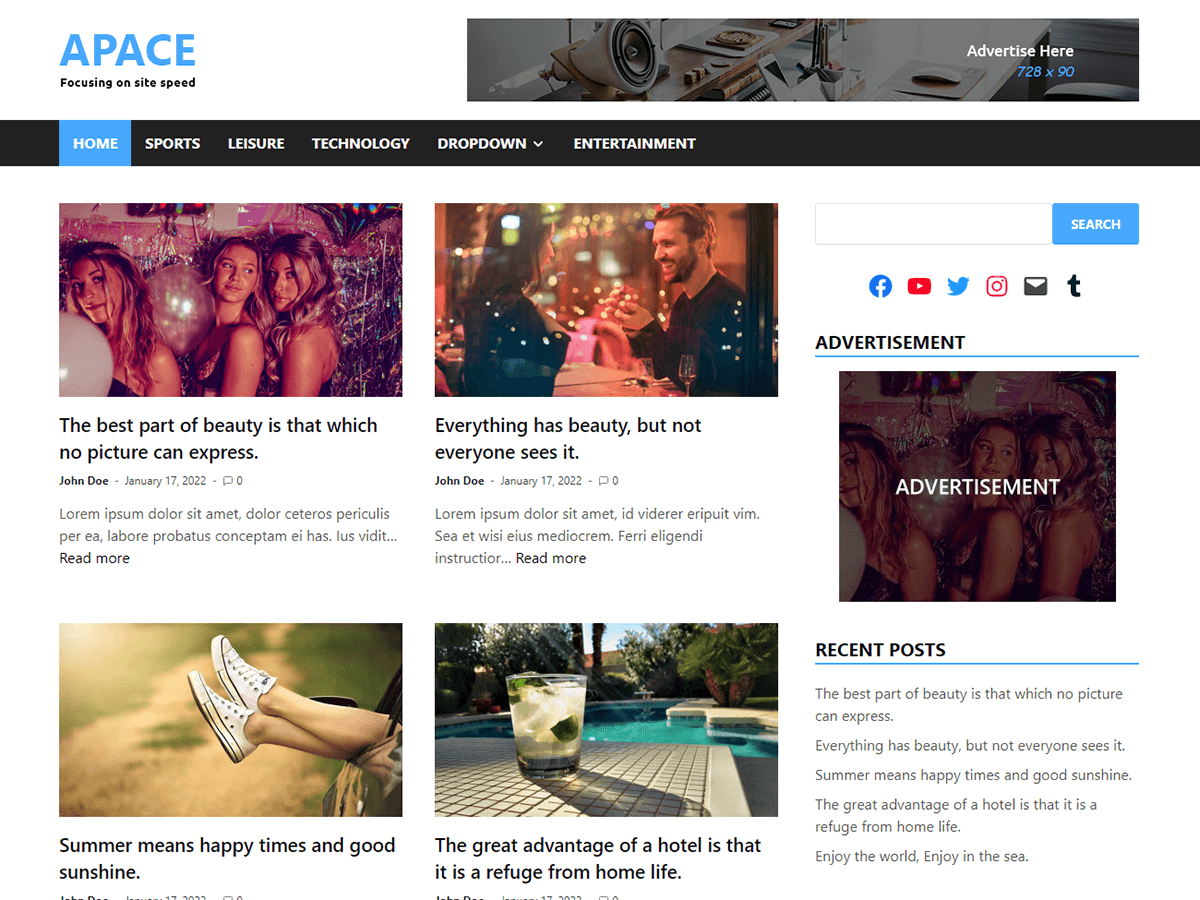 APACE
Focusing on site speed
Advertise Here
728 x 90
HOME SPORTS LEISURE TECHNOLOGY DROPDOWN ENTERTAINMENT
The best part of beauty is that which
no picture can express.
John Doe - January 17, 2022 - 0
Lorem ipsum dolor sit amet, dolor ceteros periculis
per ea, labore probatus conceptam ei has. Ius vidit...
Read more
Everything has beauty, but not
everyone sees it.
John Doe - January 17, 2022 - 0
Lorem ipsum dolor sit amet, id viderer eripuit vim.
Sea et wisi eius mediocrem. Ferri eligendi
instructior... Read more
Summer means happy times and good
sunshine.
John Doe - January 17, 2022 - 0
The great advantage of a hotel is that
it is a refuge from home life.
John Doe - January 17, 2022 - 0
SEARCH
ADVERTISEMENT
ADVERTISEMENT
RECENT POSTS
The best part of beauty is that which no picture
can express.
Everything has beauty, but not everyone sees it.
Summer means happy times and good sunshine.
The great advantage of a hotel is that it is a
refuge from home life.
Enjoy the world, Enjoy in the sea.